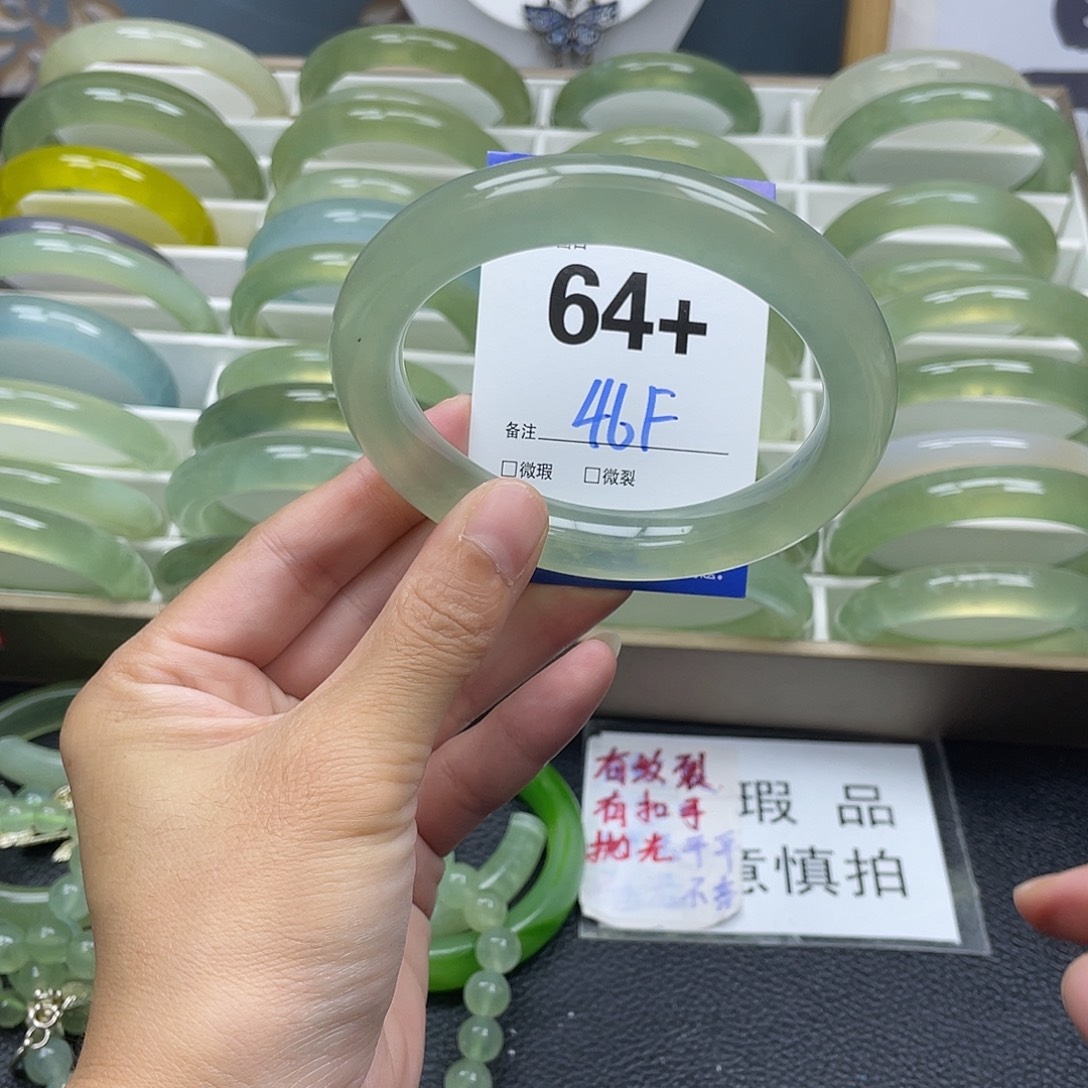 64+
46F
备注
□微瑕 □微裂
有纹裂
有扣手
抛光
瑕 品
意慎拍